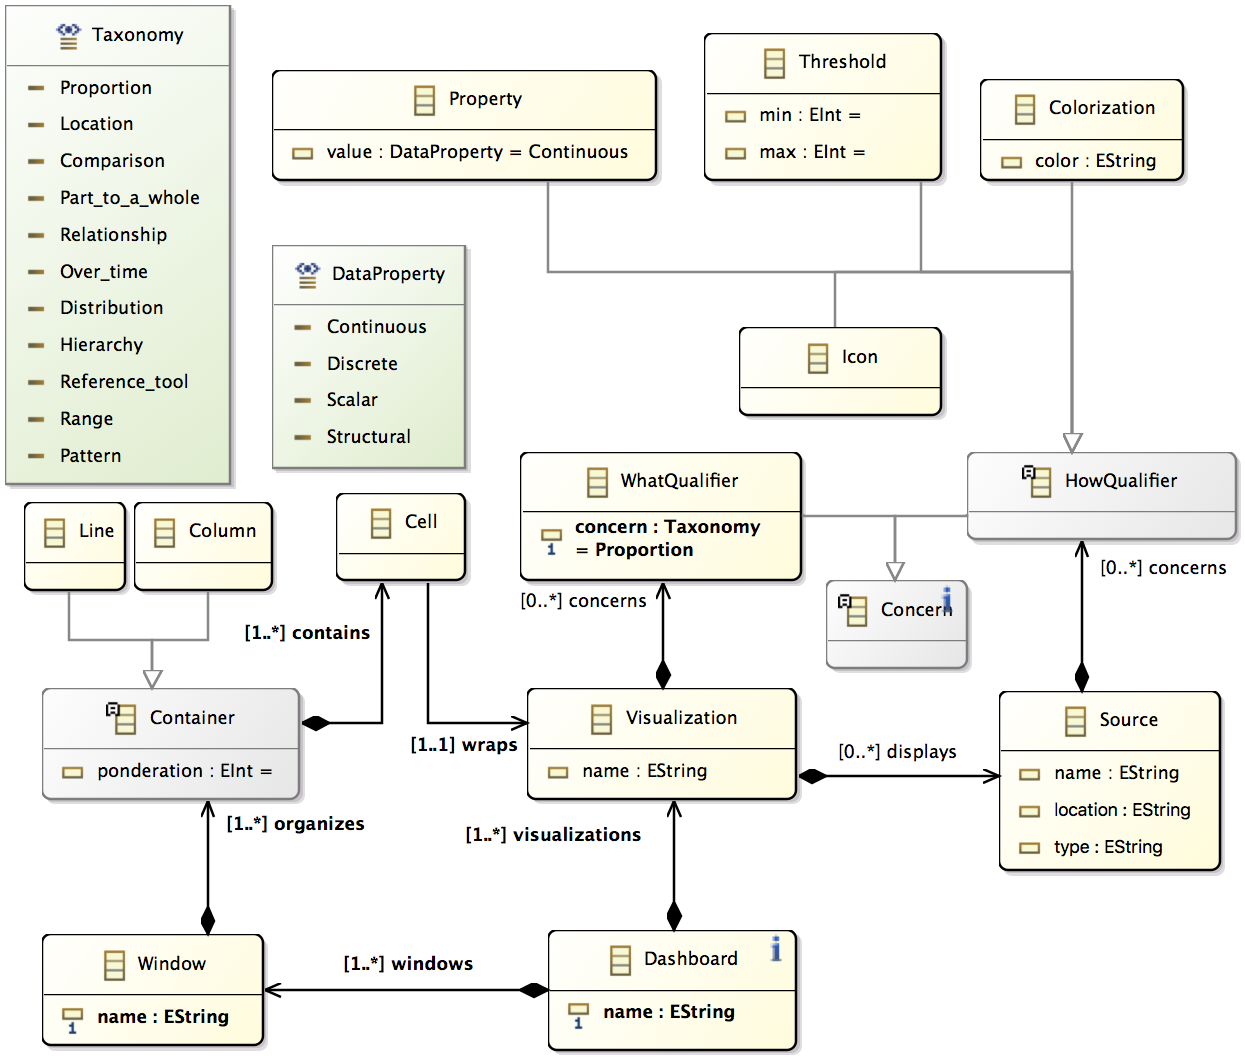 Taxonomy
Proportion
Location
Comparison
Part_to_a_whole
Relationship
Over_time
Distribution
Hierarchy
Reference_tool
Range
Pattern
Property
value : DataProperty = Continuous
Threshold
min : EInt =
max : EInt =
Colorization
color : EString
DataProperty
Continuous
Discrete
Scalar
Structural
Icon
WhatQualifier
concern : Taxonomy
= Proportion
1
HowQualifier
Line
Column
Cell
[0..*] concerns
[0..*] concerns
Concern
[1..*] contains
Container
ponderation : EInt =
[1..1] wraps
Visualization
name : EString
[0..*] displays
Source
name : EString
location : EString
type : EString
[1..*] organizes
[1..*] visualizations
Window
1 name : EString
[1..*] windows
Dashboard
1 name : EString